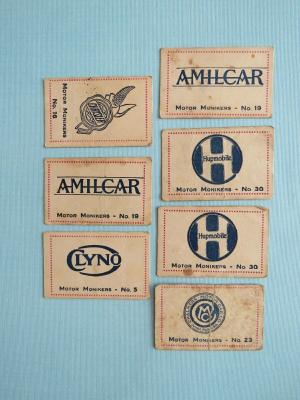 Motor Monikers
No. 16
AMILCAR
Motor Monikers - No. 19
AMILCAR
Motor Monikers - No. 19
Hupmobile
Motor Monikers - No. 30
CLYNO
Motor Monikers - No. 5
Hupmobile
Motor Monikers - No. 30
Motor Monikers - No. 23